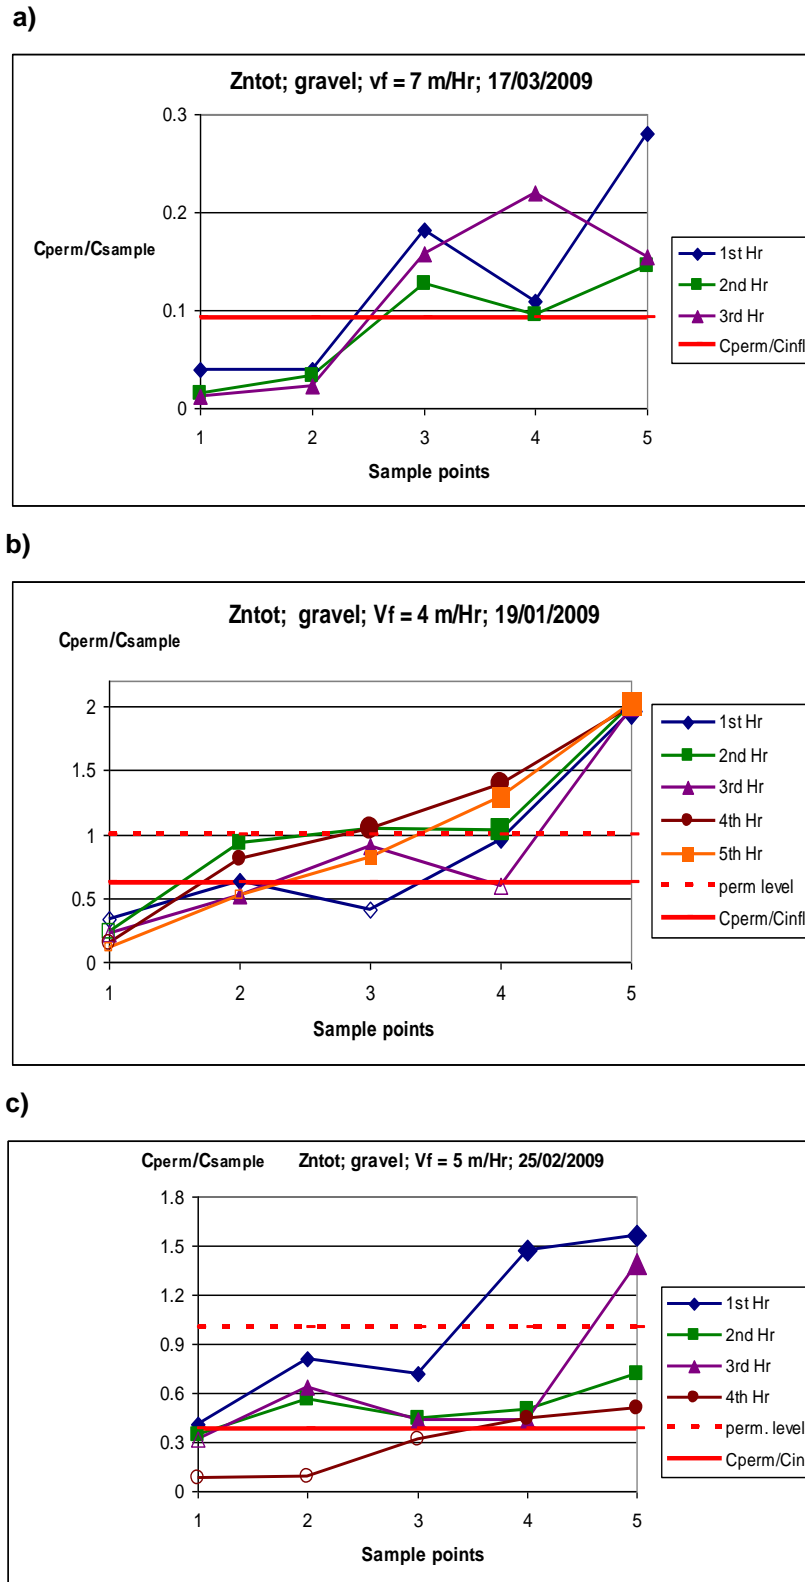 a)
Zntot; gravel; vf = 7 m/Hr; 17/03/2009
Cperm/Csample
0.3
0.2
0.1
0
1 2 3 4 5
Sample points
1st Hr
2nd Hr
3rd Hr
Cperm/Cinfl
b)
Zntot; gravel; Vf = 4 m/Hr; 19/01/2009
Cperm/Csample
2
1.5
1
0.5
0
1 2 3 4 5
Sample points
1st Hr
2nd Hr
3rd Hr
4th Hr
5th Hr
perm level
Cperm/Cinfl
c)
Cperm/Csample Zntot; gravel; Vf = 5 m/Hr; 25/02/2009
1.8
1.5
1.2
0.9
0.6
0.3
0
1 2 3 4 5
Sample points
1st Hr
2nd Hr
3rd Hr
4th Hr
perm. level
Cperm/Cin